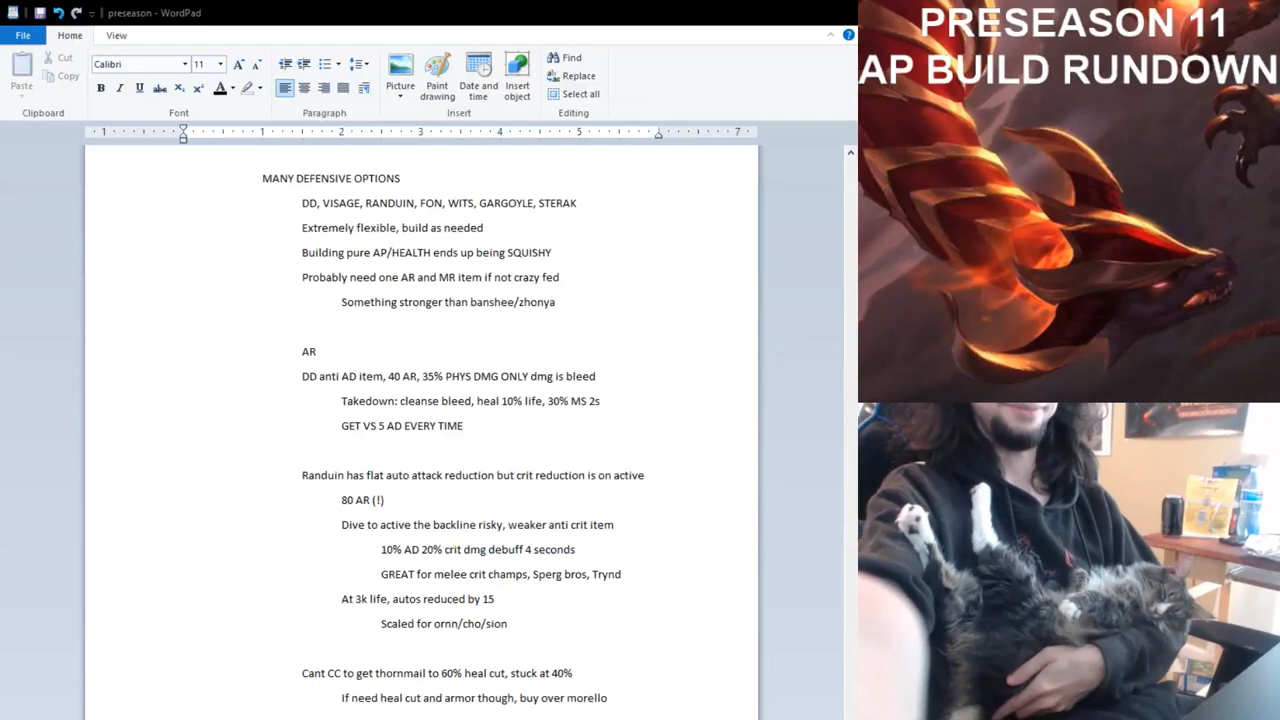 preseason - WordPad
File
Home
View
Paste
Cut
Copy
Clipboard
Calibri
11
Font
Paragraph
Picture
Paint drawing
Date and time
Insert object
Insert
Find
Replace
Select all
Editing
1 1 2 3 4 5 7
MANY DEFENSIVE OPTIONS
DD, VISAGE, RANDUIN, FON, WITS, GARGOYLE, STERAK
Extremely flexible, build as needed
Building pure AP/HEALTH ends up being SQUISHY
Probably need one AR and MR item if not crazy fed
Something stronger than banshee/zhonya
AR
DD anti AD item, 40 AR, 35% PHYS DMG ONLY dmg is bleed
Takedown: cleanse bleed, heal 10% life, 30% MS 2s
GET VS 5 AD EVERY TIME
Randuin has flat auto attack reduction but crit reduction is on active
80 AR (!)
Dive to active the backline risky, weaker anti crit item
10% AD 20% crit dmg debuff 4 seconds
GREAT for melee crit champs, Sperg bros, Trynd
At 3k life, autos reduced by 15
Scaled for ornn/cho/sion
Cant CC to get thornmail to 60% heal cut, stuck at 40%
If need heal cut and armor though, buy over morello
PRESEASON 11
AP BUILD RUNDOWN